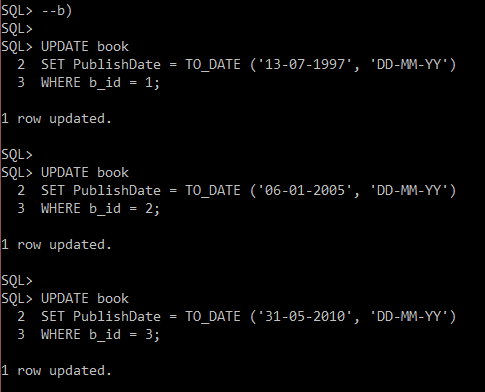 SQL> --b)
SQL>
SQL> UPDATE book
  2  SET PublishDate = TO_DATE ('13-07-1997', 'DD-MM-YY')
  3  WHERE b_id = 1;
1 row updated.
SQL>
SQL> UPDATE book
  2  SET PublishDate = TO_DATE ('06-01-2005', 'DD-MM-YY')
  3  WHERE b_id = 2;
1 row updated.
SQL>
SQL> UPDATE book
  2  SET PublishDate = TO_DATE ('31-05-2010', 'DD-MM-YY')
  3  WHERE b_id = 3;
1 row updated.